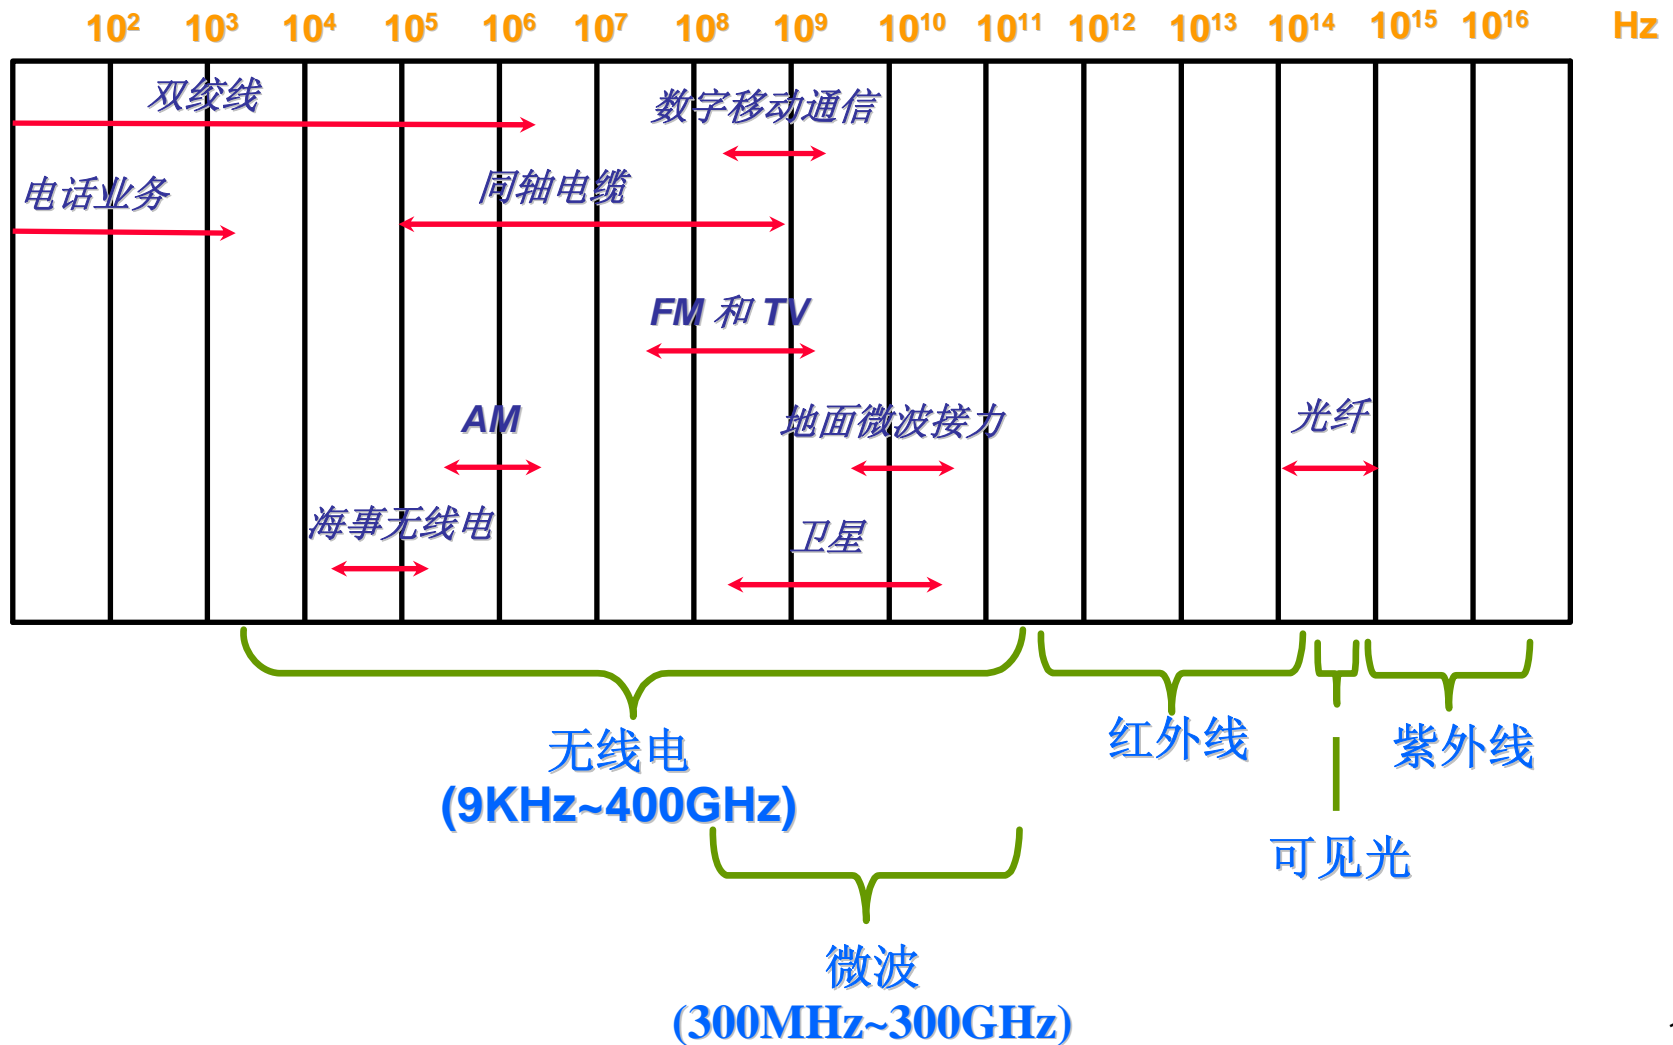 10² 10³ 10⁴ 10⁵ 10⁶ 10⁷ 10⁸ 10⁹ 10¹⁰ 10¹¹ 10¹² 10¹³ 10¹⁴ 10¹⁵ 10¹⁶ Hz
双绞线
数字移动通信
电话业务
同轴电缆
FM 和 TV
AM
地面微波接力
光纤
海事无线电
卫星
无线电
(9KHz~400GHz)
红外线
紫外线
可见光
微波
(300MHz~300GHz)